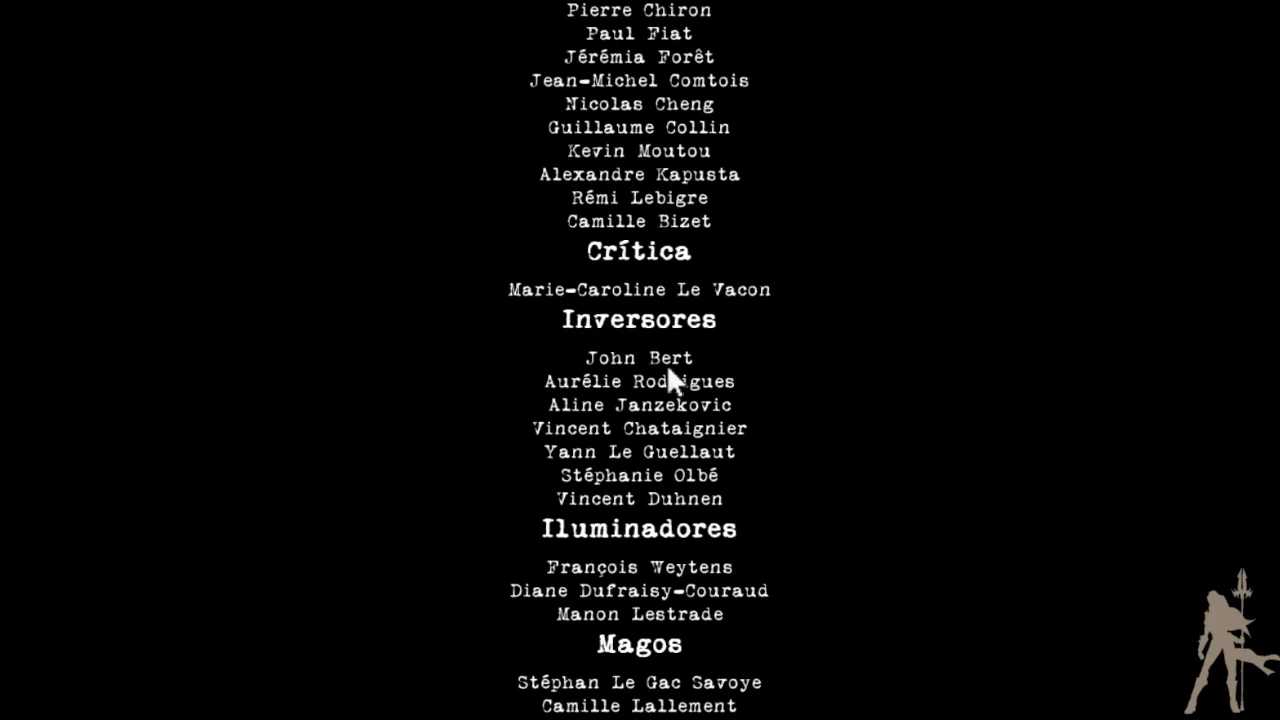 Pierre Chiron
Paul Fiat
Jérémia Forêt
Jean-Michel Comtois
Nicolas Cheng
Guillaume Collin
Kevin Moutou
Alexandre Kapusta
Rémi Lebigre
Camille Bizet
Crítica
Marie-Caroline Le Vacon
Inversores
John Bert
Aurélie Rodrigues
Aline Janzekovic
Vincent Chataignier
Yann Le Guellaut
Stéphanie Olbé
Vincent Duhnen
Iluminadores
François Weytens
Diane Dufraisy-Couraud
Manon Lestrade
Magos
Stéphan Le Gac Savoye
Camille Lallement